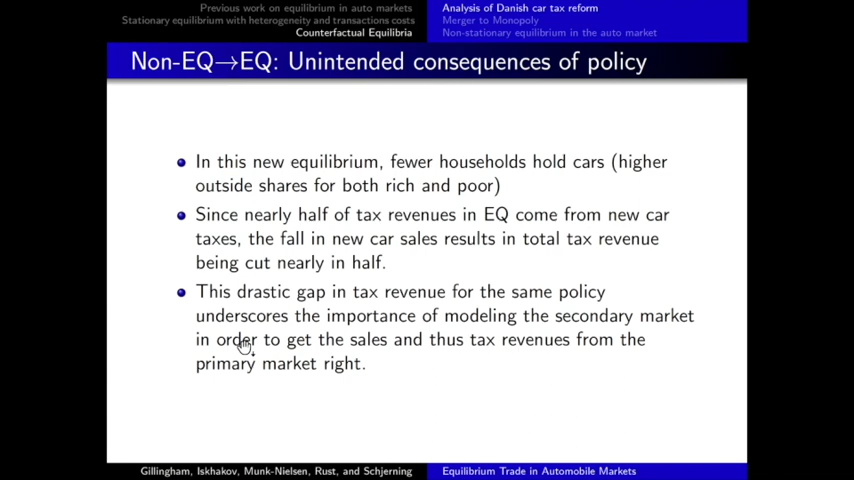 Previous work on equilibrium in auto markets
Stationary equilibrium with heterogeneity and transactions costs
Counterfactual Equilibria
Analysis of Danish car tax reform
Merger to Monopoly
Non-stationary equilibrium in the auto market
Non-EQ→EQ: Unintended consequences of policy
In this new equilibrium, fewer households hold cars (higher
outside shares for both rich and poor)
Since nearly half of tax revenues in EQ come from new car
taxes, the fall in new car sales results in total tax revenue
being cut nearly in half.
This drastic gap in tax revenue for the same policy
underscores the importance of modeling the secondary market
in order to get the sales and thus tax revenues from the
primary market right.
Gillingham, Iskhakov, Munk-Nielsen, Rust, and Schjerning
Equilibrium Trade in Automobile Markets